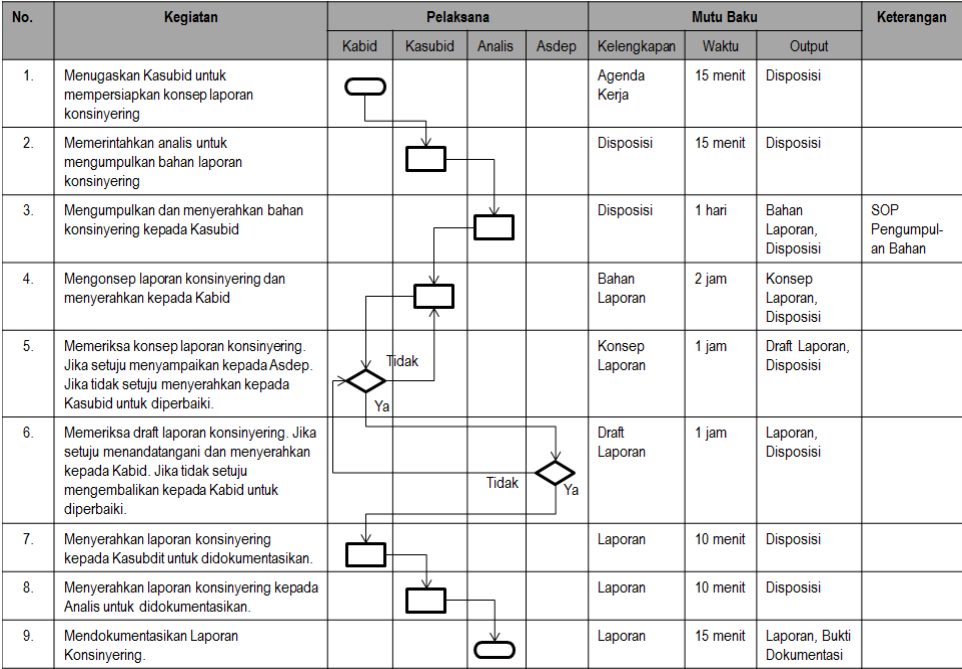 No. Kegiatan Pelaksana Mutu Baku Keterangan
Kabid Kasubid Analis Asdep Kelengkapan Waktu Output
1. Menugaskan Kasubid untuk
mempersiapkan konsep laporan
konsinyering
Agenda
Kerja
15 menit
Disposisi
2. Memerintahkan analis untuk
mengumpulkan bahan laporan
konsinyering
Disposisi
15 menit
Disposisi
3. Mengumpulkan dan menyerahkan bahan
konsinyering kepada Kasubid
Disposisi
1 hari
Bahan
Laporan,
Disposisi
SOP
Pengumpul-
an Bahan
4. Mengonsep laporan konsinyering dan
menyerahkan kepada Kabid
Bahan
Laporan
2 jam
Konsep
Laporan,
Disposisi
5. Memeriksa konsep laporan konsinyering.
Jika setuju menyampaikan kepada Asdep.
Jika tidak setuju menyerahkan kepada
Kasubid untuk diperbaiki.
Tidak
Ya
Konsep
Laporan
1 jam
Draft Laporan,
Disposisi
6. Memeriksa draft laporan konsinyering. Jika
setuju menandatangani dan menyerahkan
kepada Kabid. Jika tidak setuju
mengembalikan kepada Kabid untuk
diperbaiki.
Tidak
Ya
Draft
Laporan
1 jam
Laporan,
Disposisi
7. Menyerahkan laporan konsinyering
kepada Kasubdit untuk didokumentasikan.
Laporan
10 menit
Disposisi
8. Menyerahkan laporan konsinyering kepada
Analis untuk didokumentasikan.
Laporan
10 menit
Disposisi
9. Mendokumentasikan Laporan
Konsinyering.
Laporan
15 menit
Laporan, Bukti
Dokumentasi